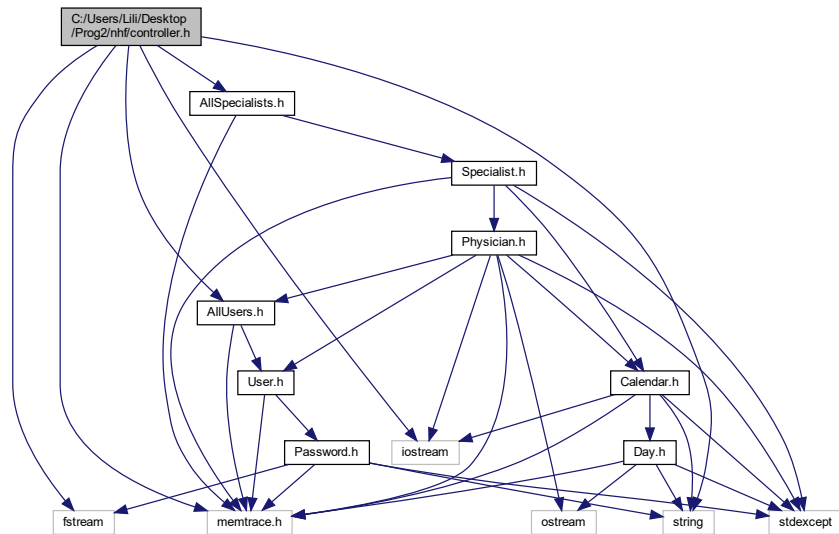 C:/Users/Lili/Desktop
/Prog2/nhf/controller.h
AllSpecialists.h
Specialist.h
Physician.h
AllUsers.h
User.h
Calendar.h
Password.h
iostream
Day.h
fstream
memtrace.h
ostream
string
stdexcept